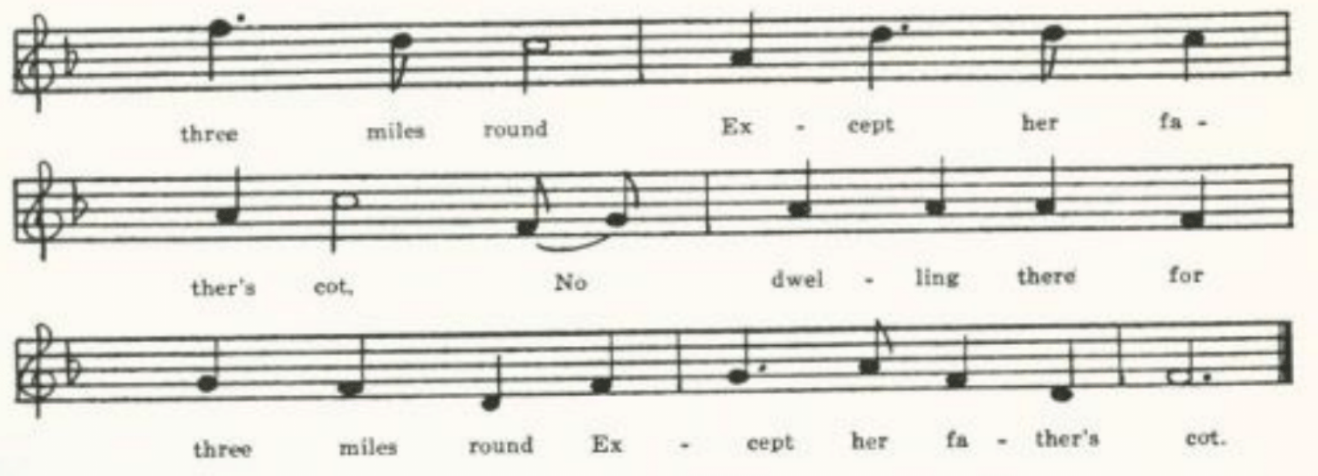 three miles round Ex - cept her fa -
ther's cot, No dwel - ling there for
three miles round Ex - cept her fa - ther's cot.